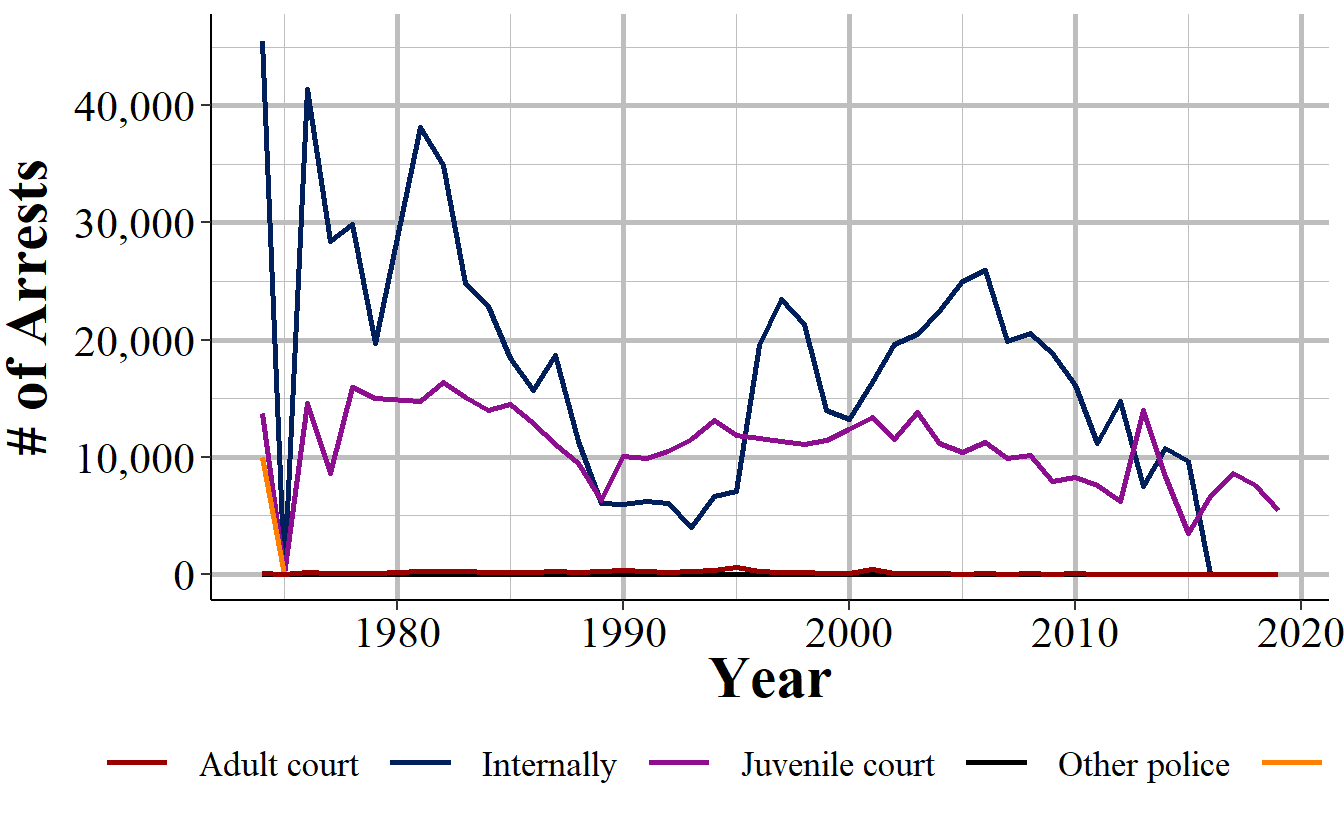 # of Arrests
40,000
30,000
20,000
10,000
0
1980 1990 2000 2010 2020
Year
Adult court Internally Juvenile court Other police